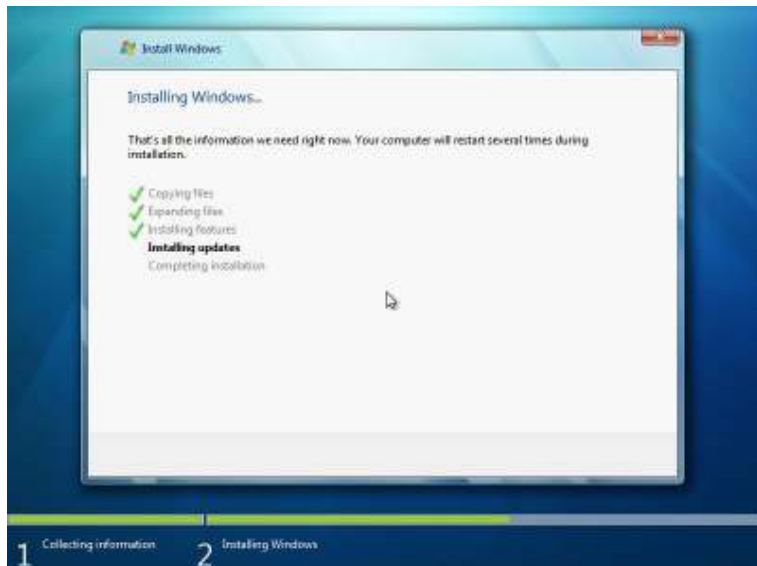 Install Windows
Installing Windows...
That's all the information we need right now. Your computer will restart several times during
installation.
Copying files
Expanding files
Installing features
Installing updates
Completing installation
1 Collecting information
2 Installing Windows